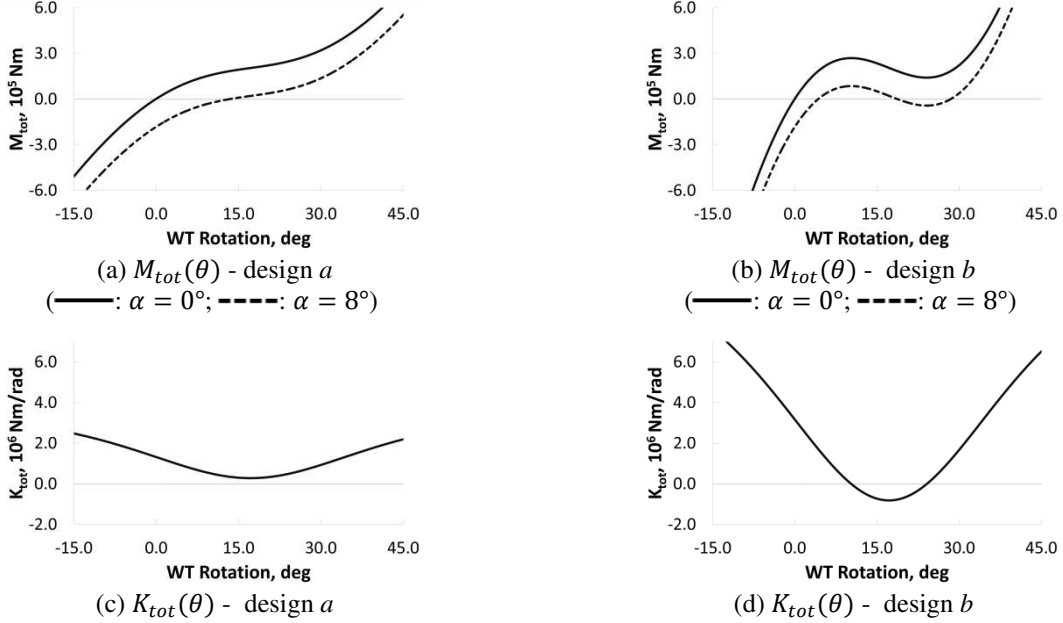 6.0
3.0
0.0
-3.0
-6.0
M_tot, 10^5 Nm
-15.0 0.0 15.0 30.0 45.0
WT Rotation, deg
(a) M_tot(θ) - design a
(——: α = 0°; -----: α = 8°)
6.0
3.0
0.0
-3.0
-6.0
M_tot, 10^5 Nm
-15.0 0.0 15.0 30.0 45.0
WT Rotation, deg
(b) M_tot(θ) - design b
(——: α = 0°; -----: α = 8°)
6.0
4.0
2.0
0.0
-2.0
K_tot, 10^6 Nm/rad
-15.0 0.0 15.0 30.0 45.0
WT Rotation, deg
(c) K_tot(θ) - design a
6.0
4.0
2.0
0.0
-2.0
K_tot, 10^6 Nm/rad
-15.0 0.0 15.0 30.0 45.0
WT Rotation, deg
(d) K_tot(θ) - design b